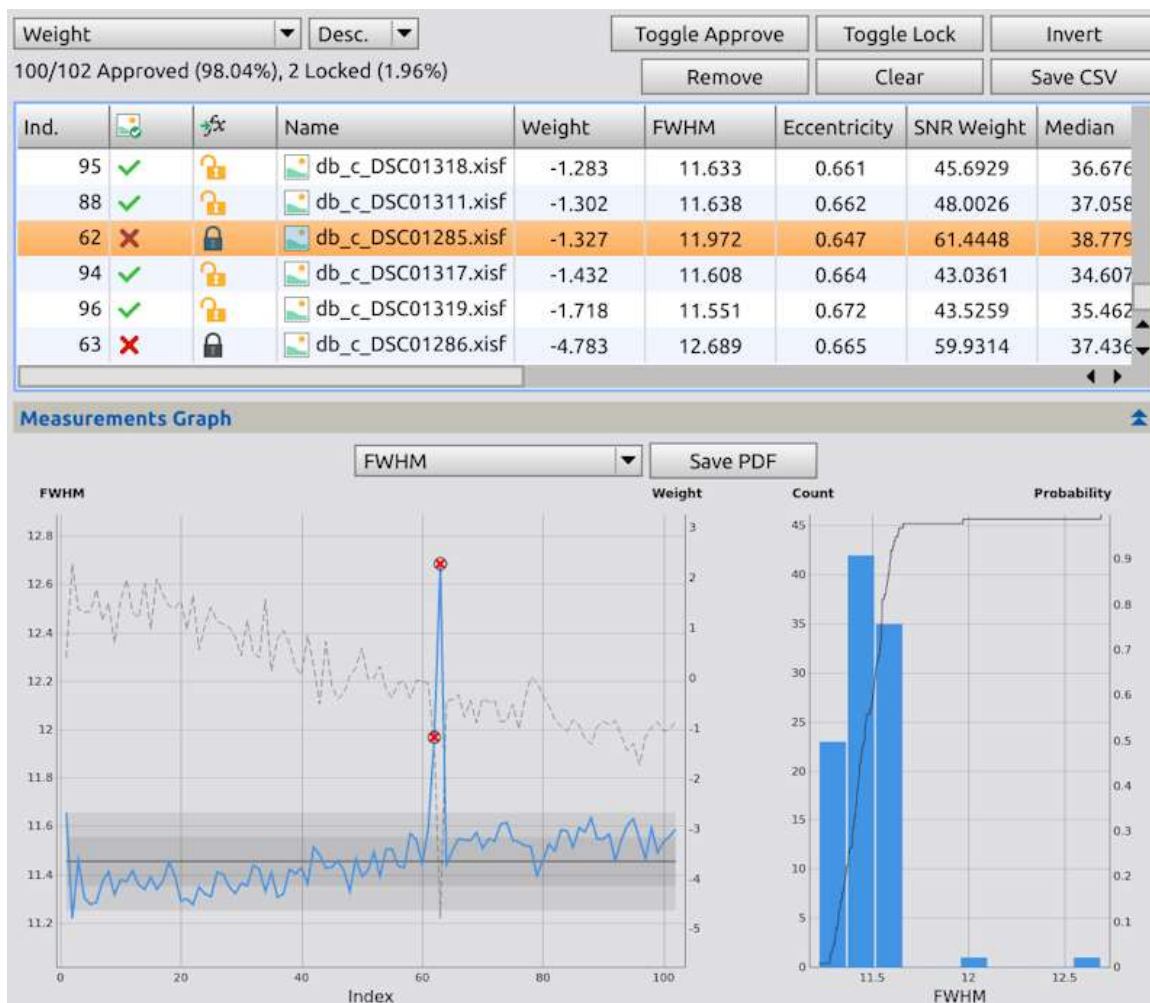 Weight Desc. Toggle Approve Toggle Lock Invert
100/102 Approved (98.04%), 2 Locked (1.96%) Remove Clear Save CSV
Ind. fx Name Weight FWHM Eccentricity SNR Weight Median
95 db_c_DSC01318.xisf -1.283 11.633 0.661 45.6929 36.676
88 db_c_DSC01311.xisf -1.302 11.638 0.662 48.0026 37.058
62 db_c_DSC01285.xisf -1.327 11.972 0.647 61.4448 38.779
94 db_c_DSC01317.xisf -1.432 11.608 0.664 43.0361 34.607
96 db_c_DSC01319.xisf -1.718 11.551 0.672 43.5259 35.462
63 db_c_DSC01286.xisf -4.783 12.689 0.665 59.9314 37.436
Measurements Graph
FWHM Save PDF
FWHM Weight Count Probability
12.8
12.6
12.4
12.2
12
11.8
11.6
11.4
11.2
3
2
1
0
-1
-2
-3
-4
-5
0 20 40 60 80 100
Index
45
40
35
30
25
20
15
10
5
0
0.9
0.8
0.7
0.6
0.5
0.4
0.3
0.2
0.1
0
11.5 12 12.5
FWHM